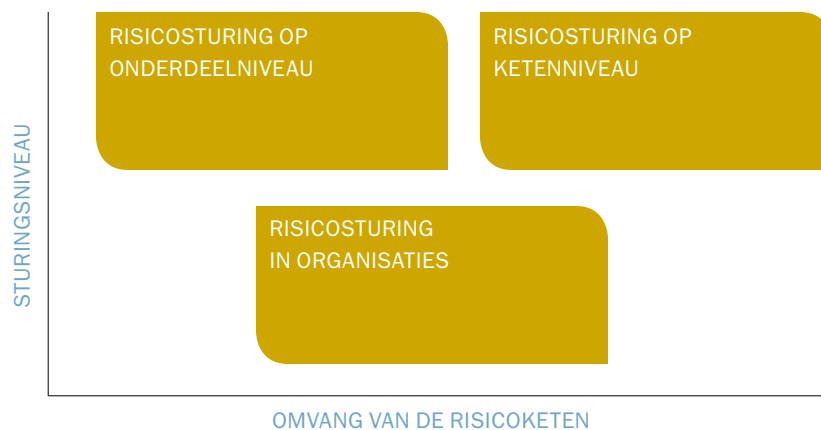 RISICOSTURING OP
ONDERDEELNIVEAU
RISICOSTURING OP
KETENNIVEAU
RISICOSTURING
IN ORGANISATIES
STURINGSNIVEAU
OMVANG VAN DE RISICOKETEN